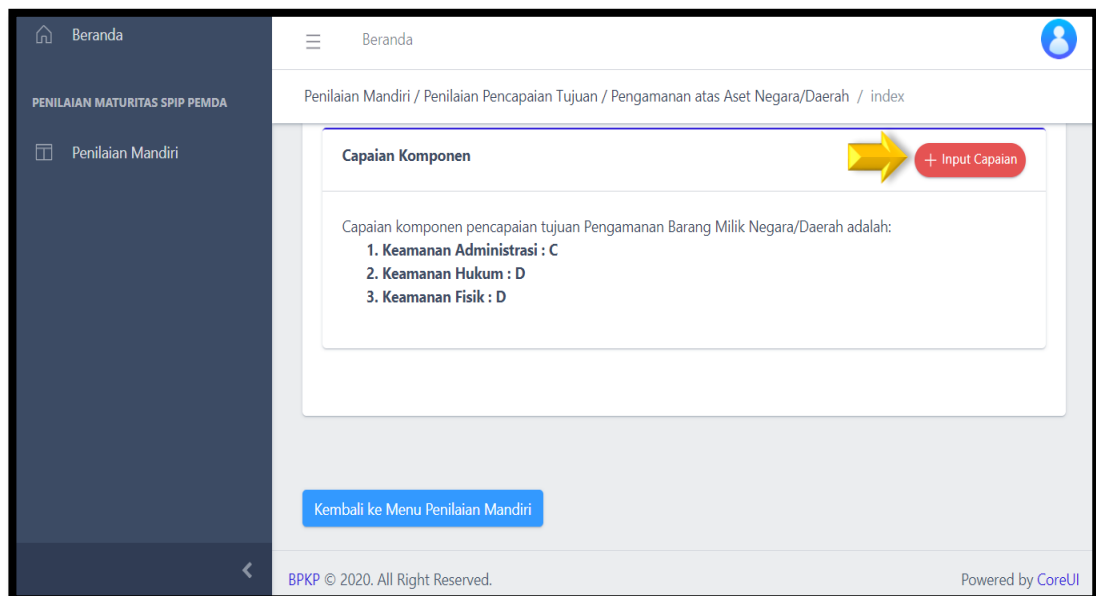 Beranda
PENILAIAN MATURITAS SPIP PEMDA
Penilaian Mandiri
Beranda
Penilaian Mandiri / Penilaian Pencapaian Tujuan / Pengamanan atas Aset Negara/Daerah / index
Capaian Komponen
+ Input Capaian
Capaian komponen pencapaian tujuan Pengamanan Barang Milik Negara/Daerah adalah:
1. Keamanan Administrasi : C
2. Keamanan Hukum : D
3. Keamanan Fisik : D
Kembali ke Menu Penilaian Mandiri
BPKP © 2020. All Right Reserved.
Powered by CoreUI